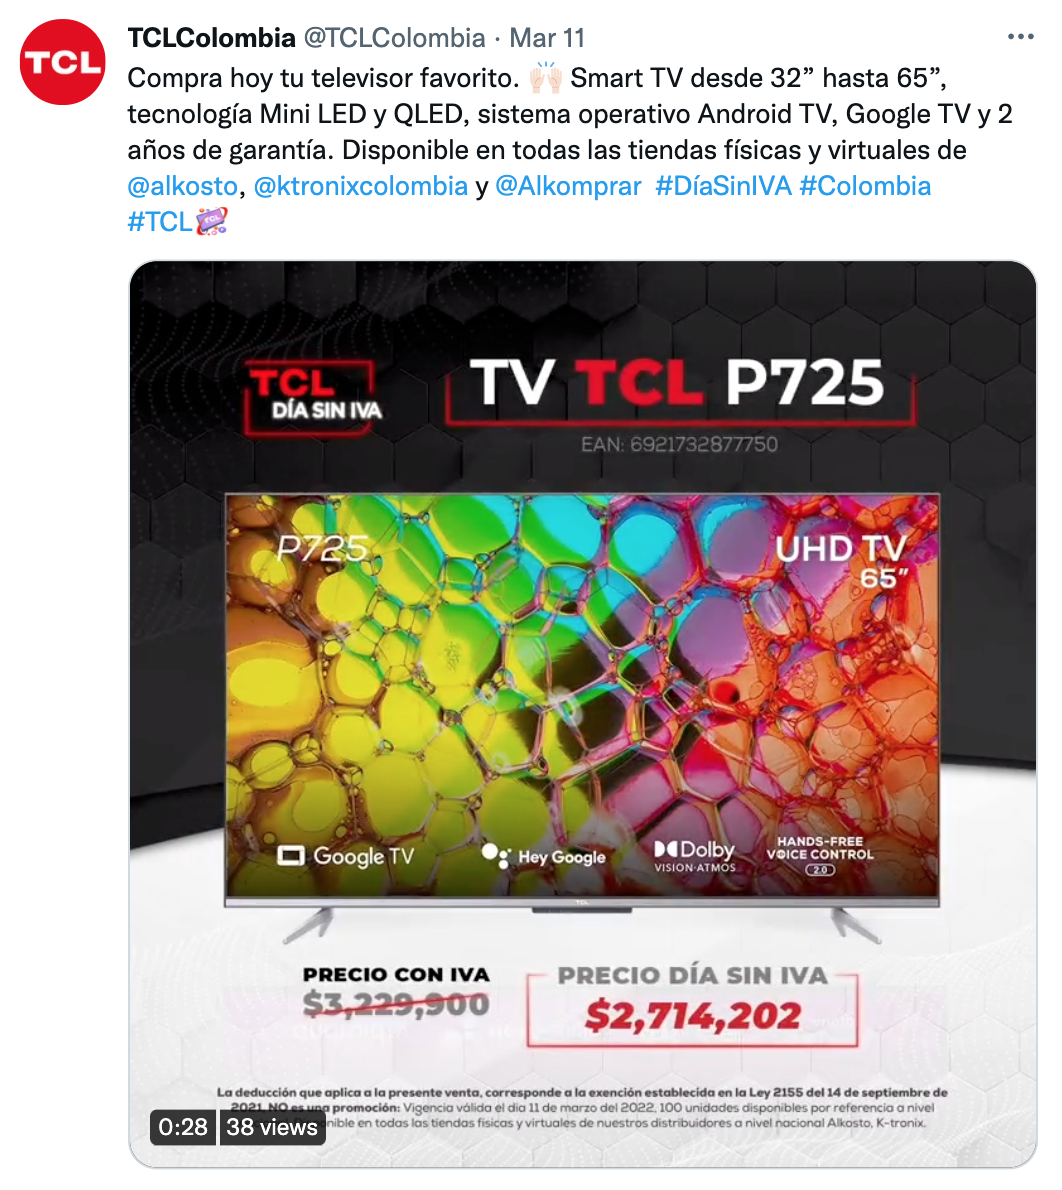 TCL
TCLColombia @TCLColombia · Mar 11
Compra hoy tu televisor favorito. 🙌🏻 Smart TV desde 32” hasta 65”,
tecnología Mini LED y QLED, sistema operativo Android TV, Google TV y 2
años de garantía. Disponible en todas las tiendas físicas y virtuales de
@alkosto, @ktronixcolombia y @Alkomprar #DíaSinIVA #Colombia
#TCL
TCL
DÍA SIN IVA
TV TCL P725
EAN: 6921732877750
P725
UHD TV
65”
Google TV
Hey Google
Dolby
VISION·ATMOS
HANDS-FREE
VOICE CONTROL
2.0
TCL
PRECIO CON IVA
$3,229,900
PRECIO DÍA SIN IVA
$2,714,202
La deducción que aplica a la presente venta, corresponde a la exención establecida en la Ley 2155 del 14 de septiembre de
2021. NO es una promoción: Vigencia válida el dia 11 de marzo del 2022, 100 unidades disponibles por referencia a nivel
en todas las tiendas fisicas y virtuales de nuestros distribuidores a nivel nacional Alkosto, K-tronix.
0:28
38 views